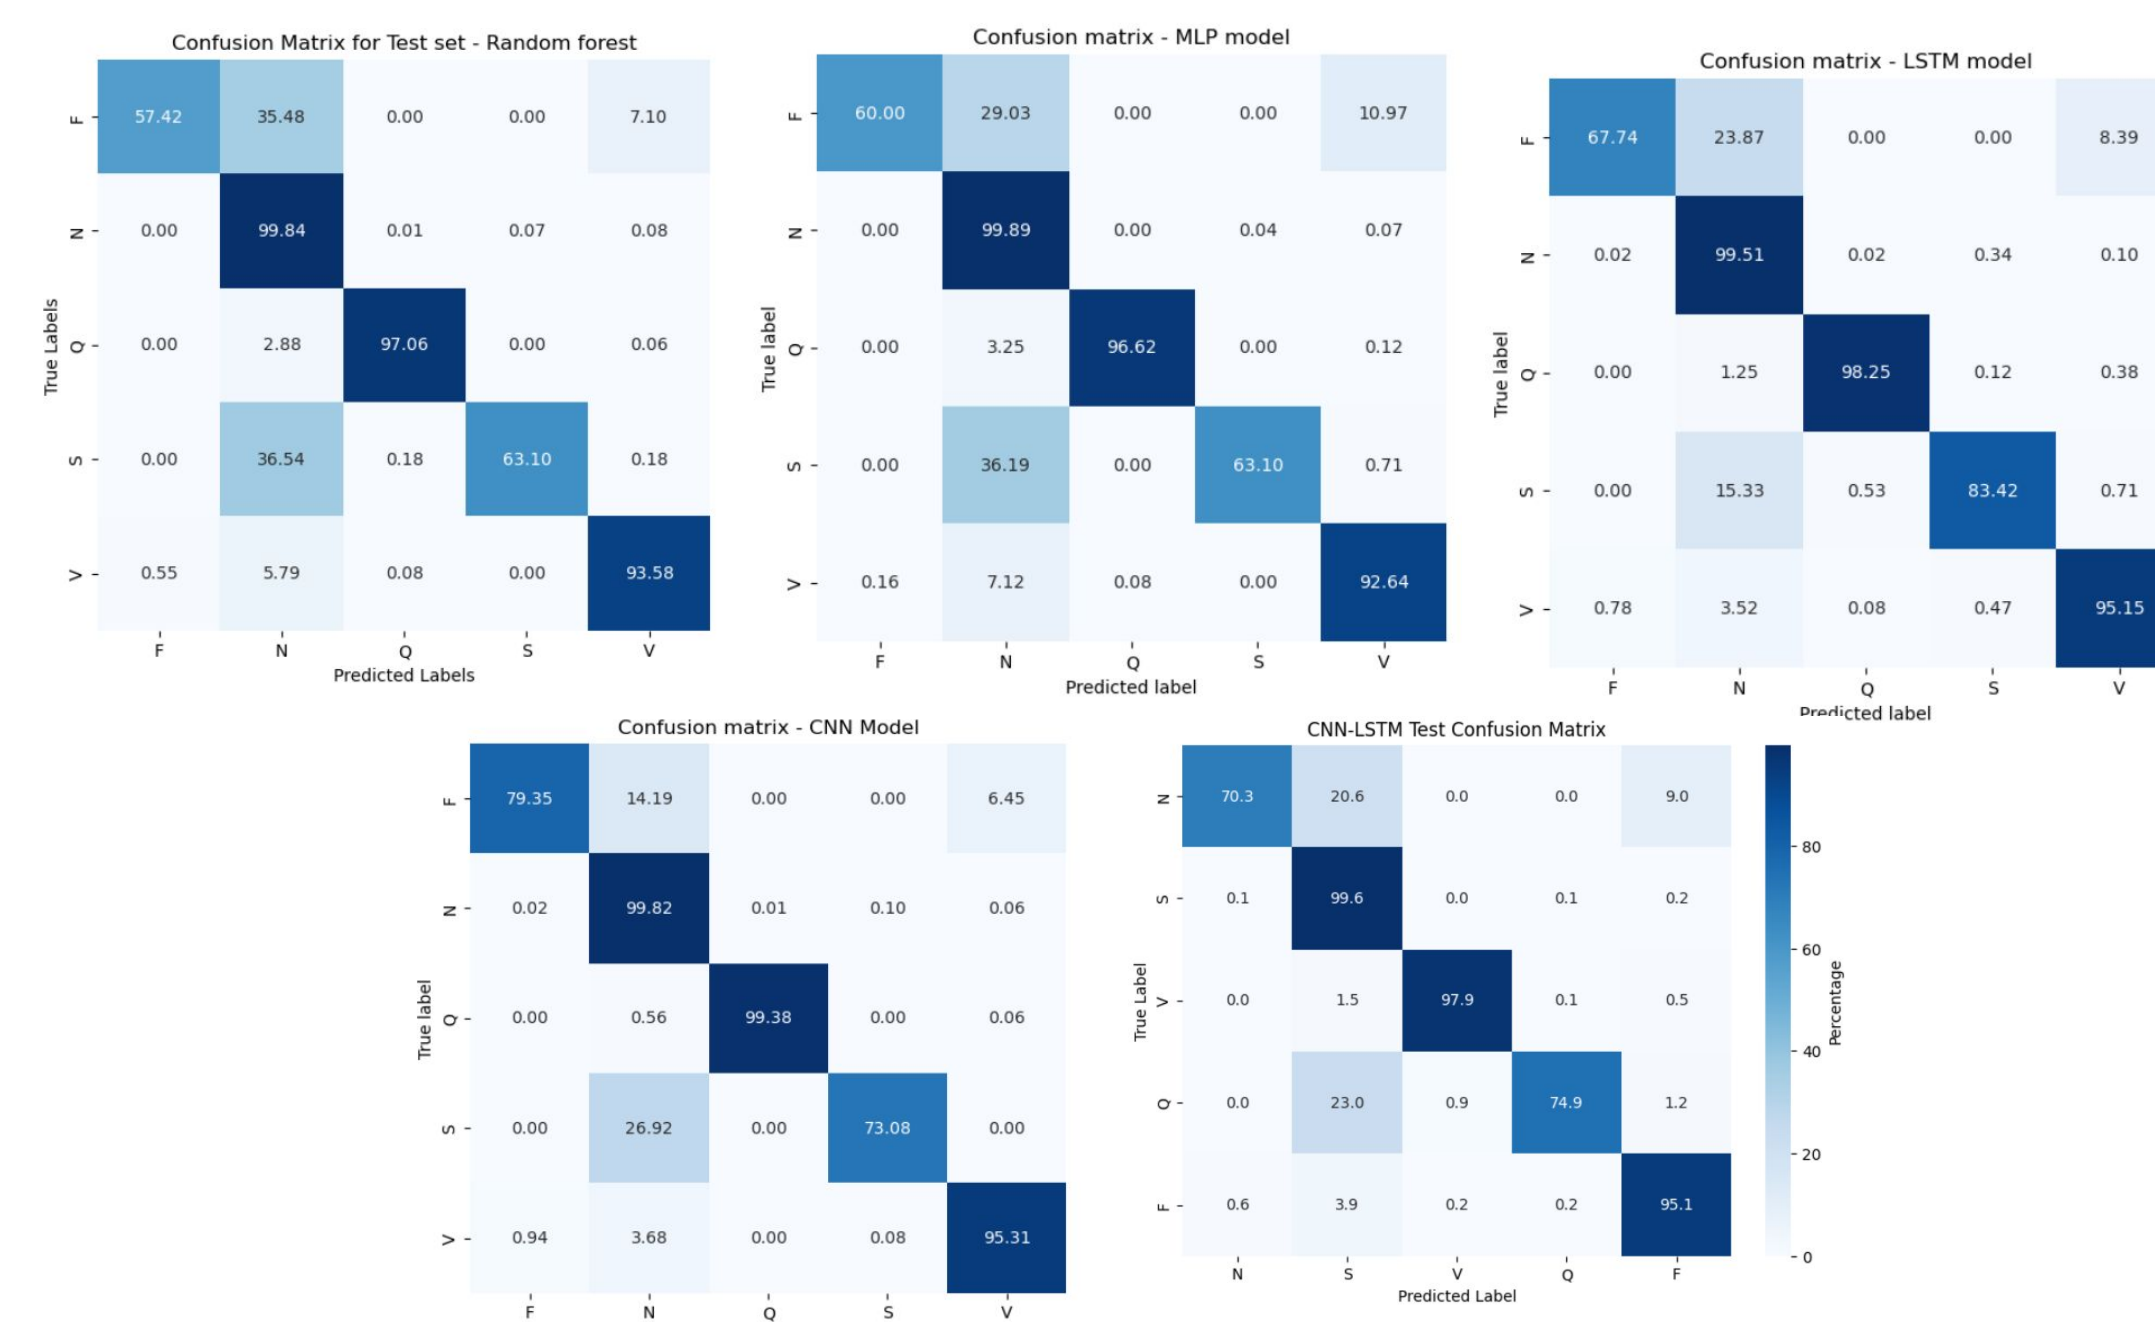 Confusion Matrix for Test set - Random forest
F 57.42 35.48 0.00 0.00 7.10
N 0.00 99.84 0.01 0.07 0.08
Q 0.00 2.88 97.06 0.00 0.06
S 0.00 36.54 0.18 63.10 0.18
V 0.55 5.79 0.08 0.00 93.58
True Labels
F N Q S V
Predicted Labels
Confusion matrix - MLP model
F 60.00 29.03 0.00 0.00 10.97
N 0.00 99.89 0.00 0.04 0.07
Q 0.00 3.25 96.62 0.00 0.12
S 0.00 36.19 0.00 63.10 0.71
V 0.16 7.12 0.08 0.00 92.64
True label
F N Q S V
Predicted label
Confusion matrix - LSTM model
F 67.74 23.87 0.00 0.00 8.39
N 0.02 99.51 0.02 0.34 0.10
Q 0.00 1.25 98.25 0.12 0.38
S 0.00 15.33 0.53 83.42 0.71
V 0.78 3.52 0.08 0.47 95.15
True label
F N Q S V
Predicted label
Confusion matrix - CNN Model
F 79.35 14.19 0.00 0.00 6.45
N 0.02 99.82 0.01 0.10 0.06
Q 0.00 0.56 99.38 0.00 0.06
S 0.00 26.92 0.00 73.08 0.00
V 0.94 3.68 0.00 0.08 95.31
True label
F N Q S V
CNN-LSTM Test Confusion Matrix
N 70.3 20.6 0.0 0.0 9.0
S 0.1 99.6 0.0 0.1 0.2
V 0.0 1.5 97.9 0.1 0.5
Q 0.0 23.0 0.9 74.9 1.2
F 0.6 3.9 0.2 0.2 95.1
True Label
N S V Q F
Predicted Label
80
60
40
20
0
Percentage